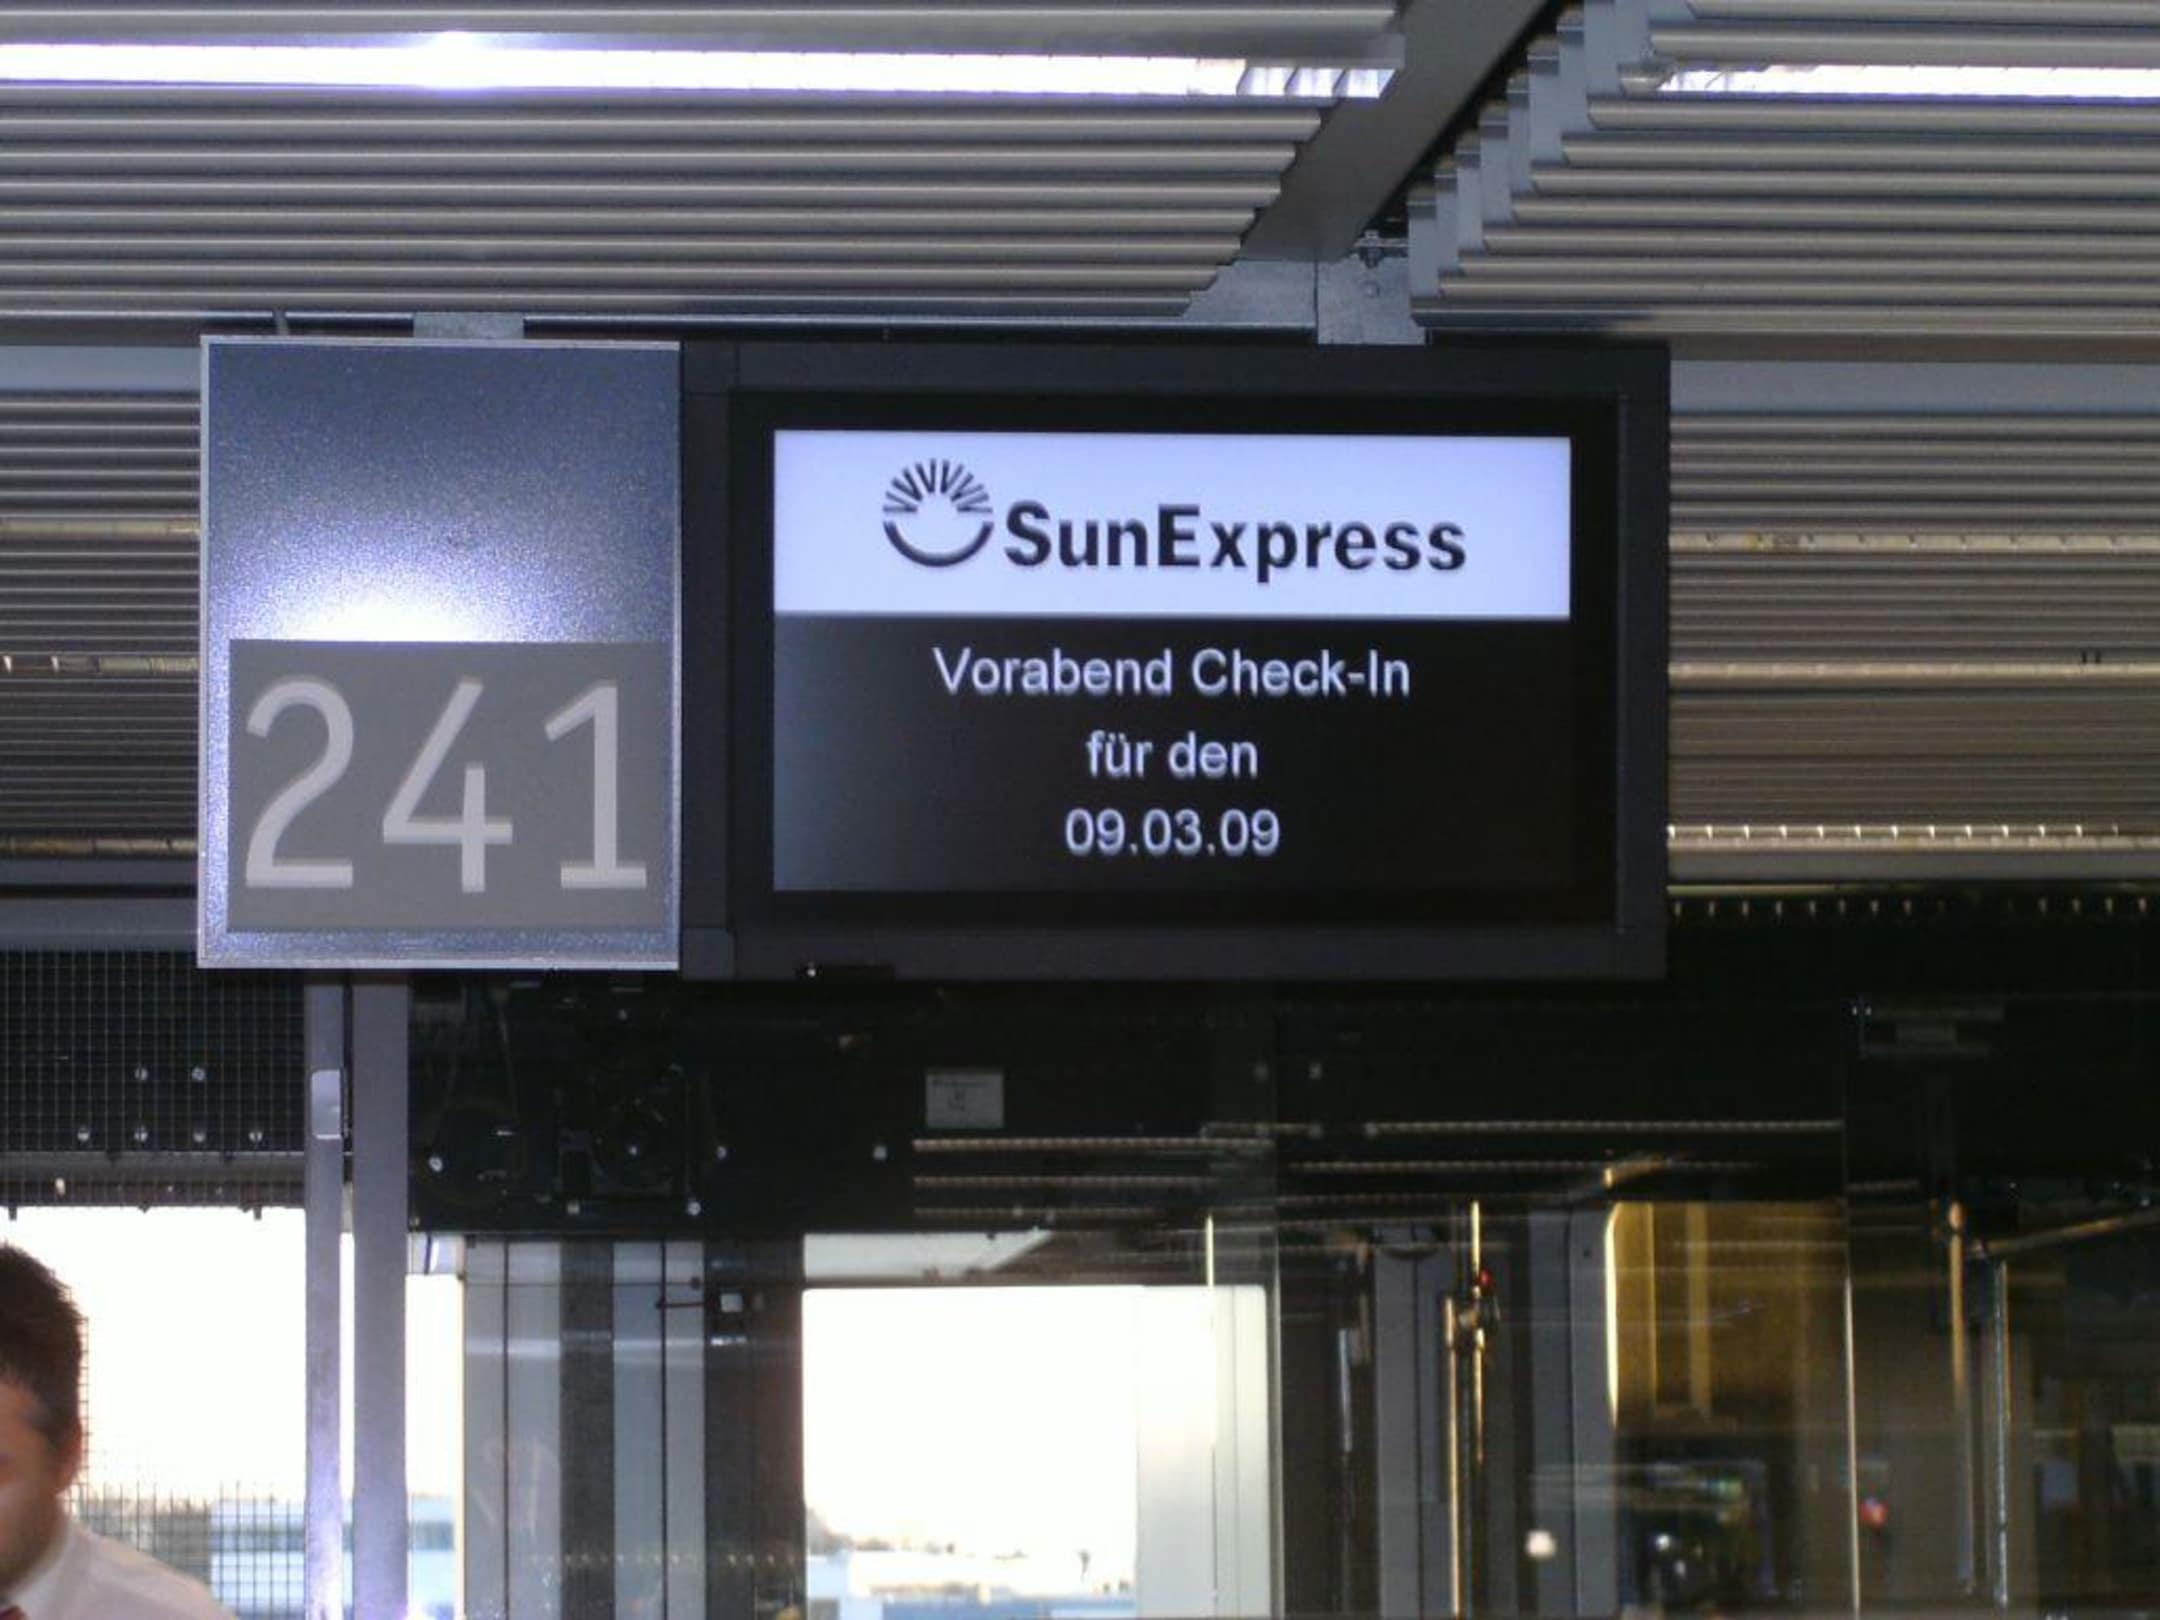 241
SunExpress
Vorabend Check-In
für den
09.03.09